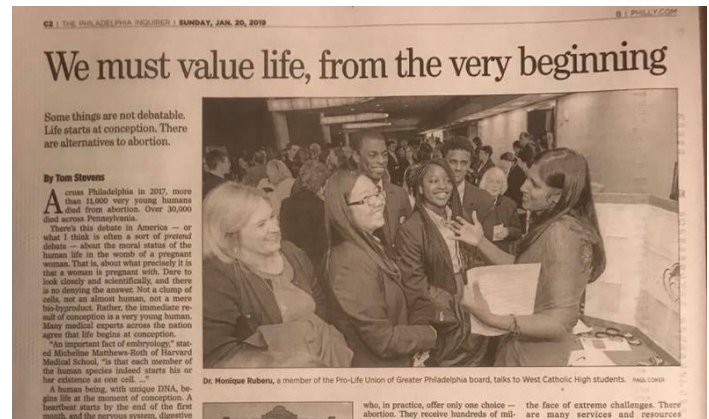 C2 | THE PHILADELPHIA INQUIRER | SUNDAY, JAN. 20, 2019
B | PHILLY.COM
We must value life, from the very beginning
Some things are not debatable.
Life starts at conception. There
are alternatives to abortion.
By Tom Stevens
Across Philadelphia in 2017, more
than 11,000 very young humans
died from abortion. Over 30,000
died across Pennsylvania.
There's this debate in America — or
what I think is often a sort of pretend
debate — about the moral status of the
human life in the womb of a pregnant
woman. That is, about what precisely it is
that a woman is pregnant with. Dare to
look closely and scientifically, and there
is no denying the answer. Not a clump of
cells, not an almost human, not a mere
bio-byproduct. Rather, the immediate re-
sult of conception is a very young human.
Many medical experts across the nation
agree that life begins at conception.
"An important fact of embryology," stat-
ed Micheline Matthews-Roth of Harvard
Medical School, "is that each member of
the human species indeed starts his or
her existence as one cell. ..."
A human being, with unique DNA, be-
gins life at the moment of conception. A
heartbeat starts by the end of the first
month, and the nervous system, digestive
Dr. Monique Ruberu, a member of the Pro-Life Union of Greater Philadelphia board, talks to West Catholic High students.
who, in practice, offer only one choice —
abortion. They receive hundreds of mil-
the face of extreme challenges. There
are many services and resources